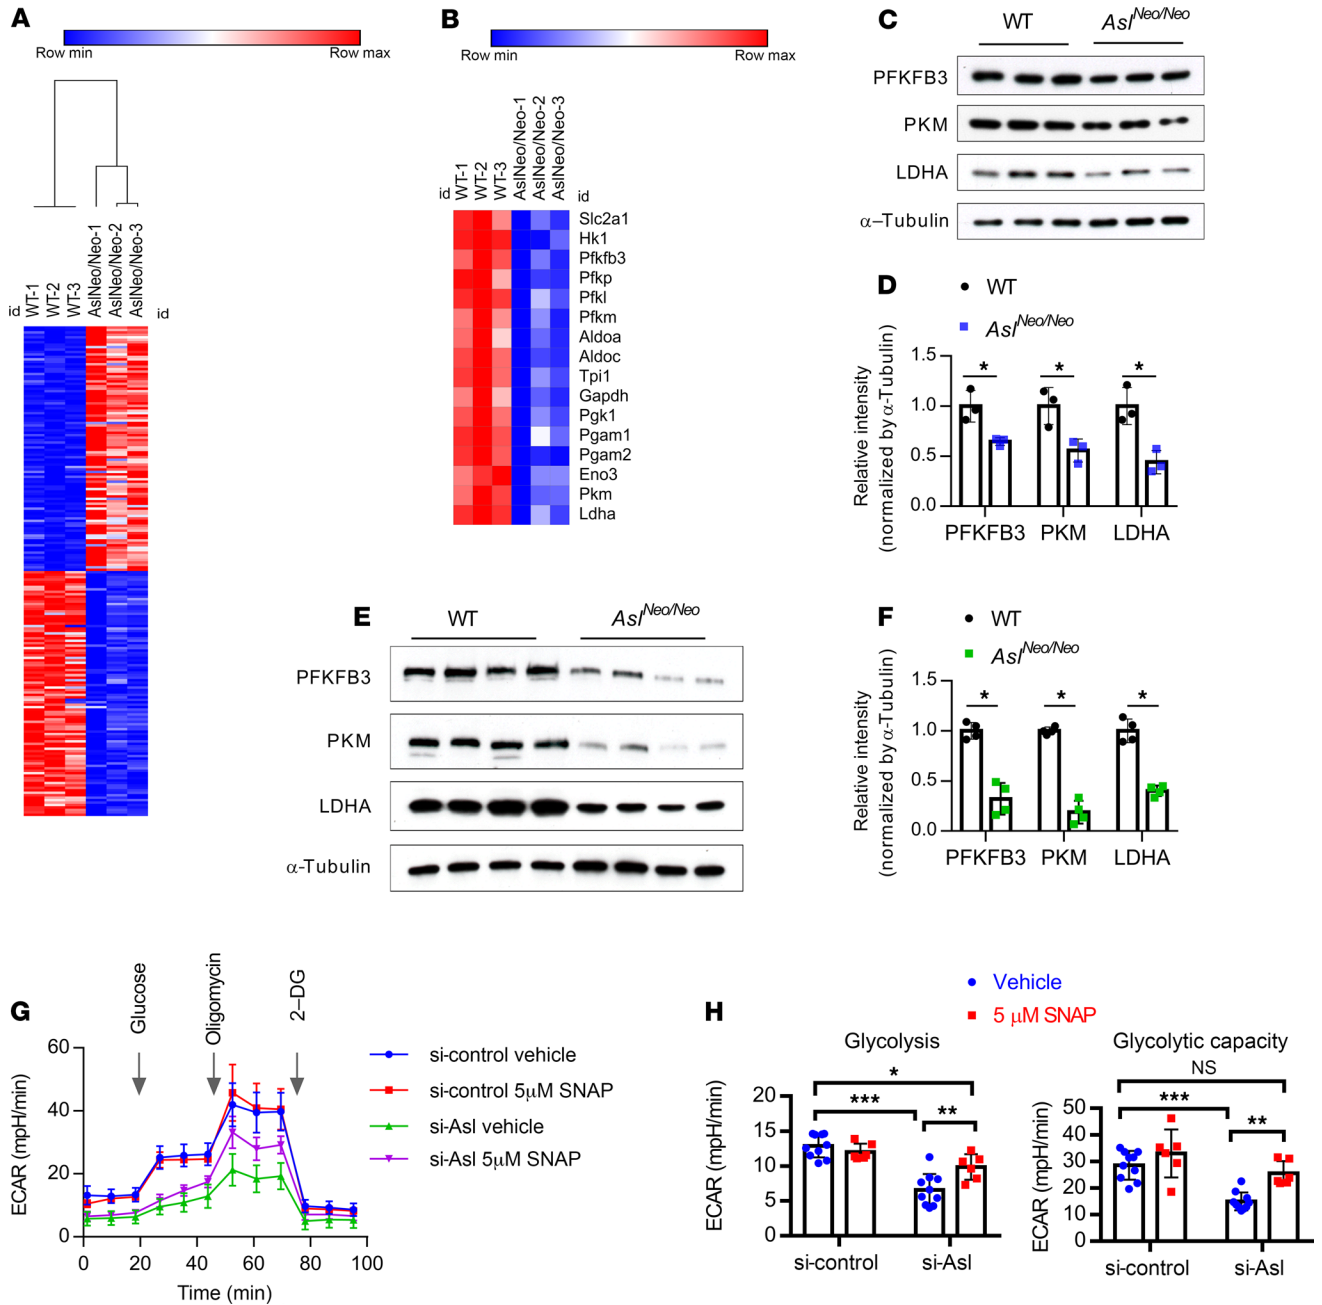 A
Row min
Row max
id
WT-1
WT-2
WT-3
AslNeo/Neo-1
AslNeo/Neo-2
AslNeo/Neo-3
id
B
Row min
Row max
id
WT-1
WT-2
WT-3
AslNeo/Neo-1
AslNeo/Neo-2
AslNeo/Neo-3
id
Slc2a1
Hk1
Pfkfb3
Pfkp
Pfkl
Pfkm
Aldoa
Aldoc
Tpi1
Gapdh
Pgk1
Pgam1
Pgam2
Eno3
Pkm
Ldha
C
WT
Asl^Neo/Neo
PFKFB3
PKM
LDHA
α–Tubulin
D
WT
Asl^Neo/Neo
Relative intensity
(normalized by α-Tubulin)
1.5
1.0
0.5
0.0
*
*
*
PFKFB3
PKM
LDHA
E
WT
Asl^Neo/Neo
PFKFB3
PKM
LDHA
α-Tubulin
F
WT
Asl^Neo/Neo
Relative intensity
(normalized by α-Tubulin)
1.5
1.0
0.5
0.0
*
*
*
PFKFB3
PKM
LDHA
G
Glucose
Oligomycin
2–DG
ECAR (mpH/min)
60
40
20
0
0
20
40
60
80
100
Time (min)
si-control vehicle
si-control 5μM SNAP
si-Asl vehicle
si-Asl 5μM SNAP
H
Vehicle
5 μM SNAP
Glycolysis
ECAR (mpH/min)
20
15
10
5
0
*
***
**
si-control
si-Asl
Glycolytic capacity
ECAR (mpH/min)
50
40
30
20
10
0
NS
***
**
si-control
si-Asl